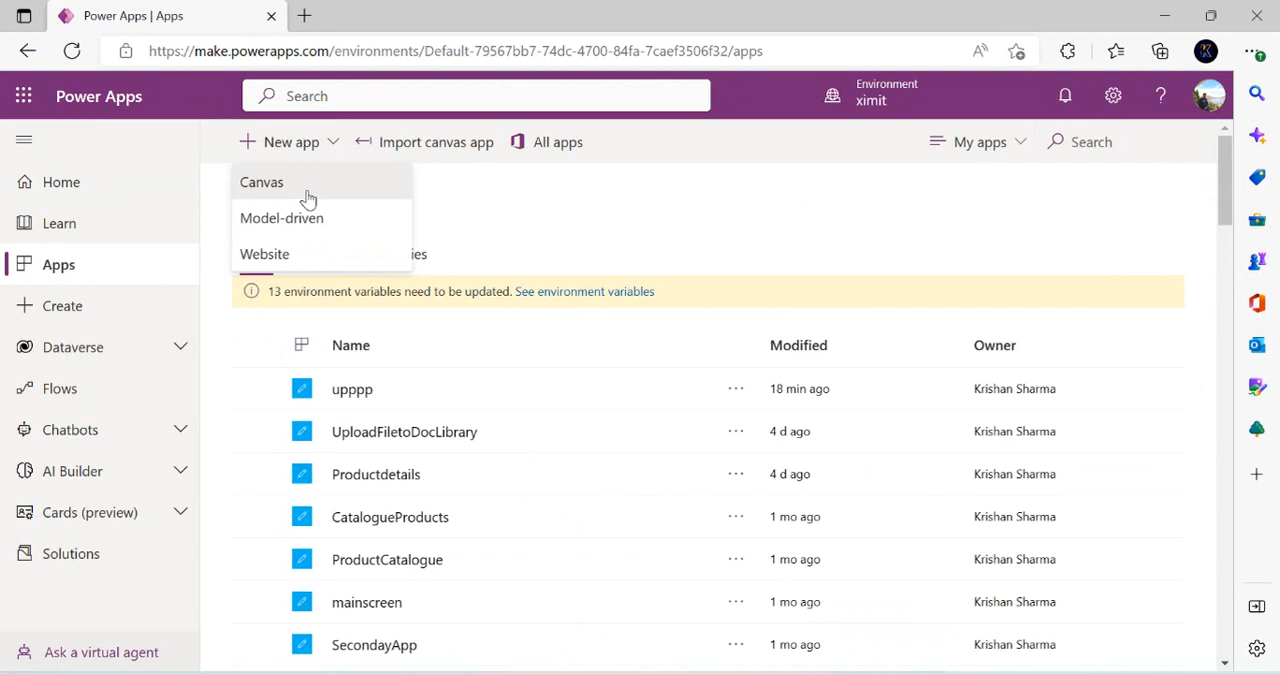 Power Apps | Apps
https://make.powerapps.com/environments/Default-79567bb7-74dc-4700-84fa-7caef3506f32/apps
Power Apps
Search
Environment
ximit
New app
Import canvas app
All apps
My apps
Search
Canvas
Model-driven
Website
ies
Home
Learn
Apps
Create
Dataverse
Flows
Chatbots
AI Builder
Cards (preview)
Solutions
Ask a virtual agent
13 environment variables need to be updated. See environment variables
Name Modified Owner
upppp 18 min ago Krishan Sharma
UploadFiletoDocLibrary 4 d ago Krishan Sharma
Productdetails 4 d ago Krishan Sharma
CatalogueProducts 1 mo ago Krishan Sharma
ProductCatalogue 1 mo ago Krishan Sharma
mainscreen 1 mo ago Krishan Sharma
SecondayApp 1 mo ago Krishan Sharma